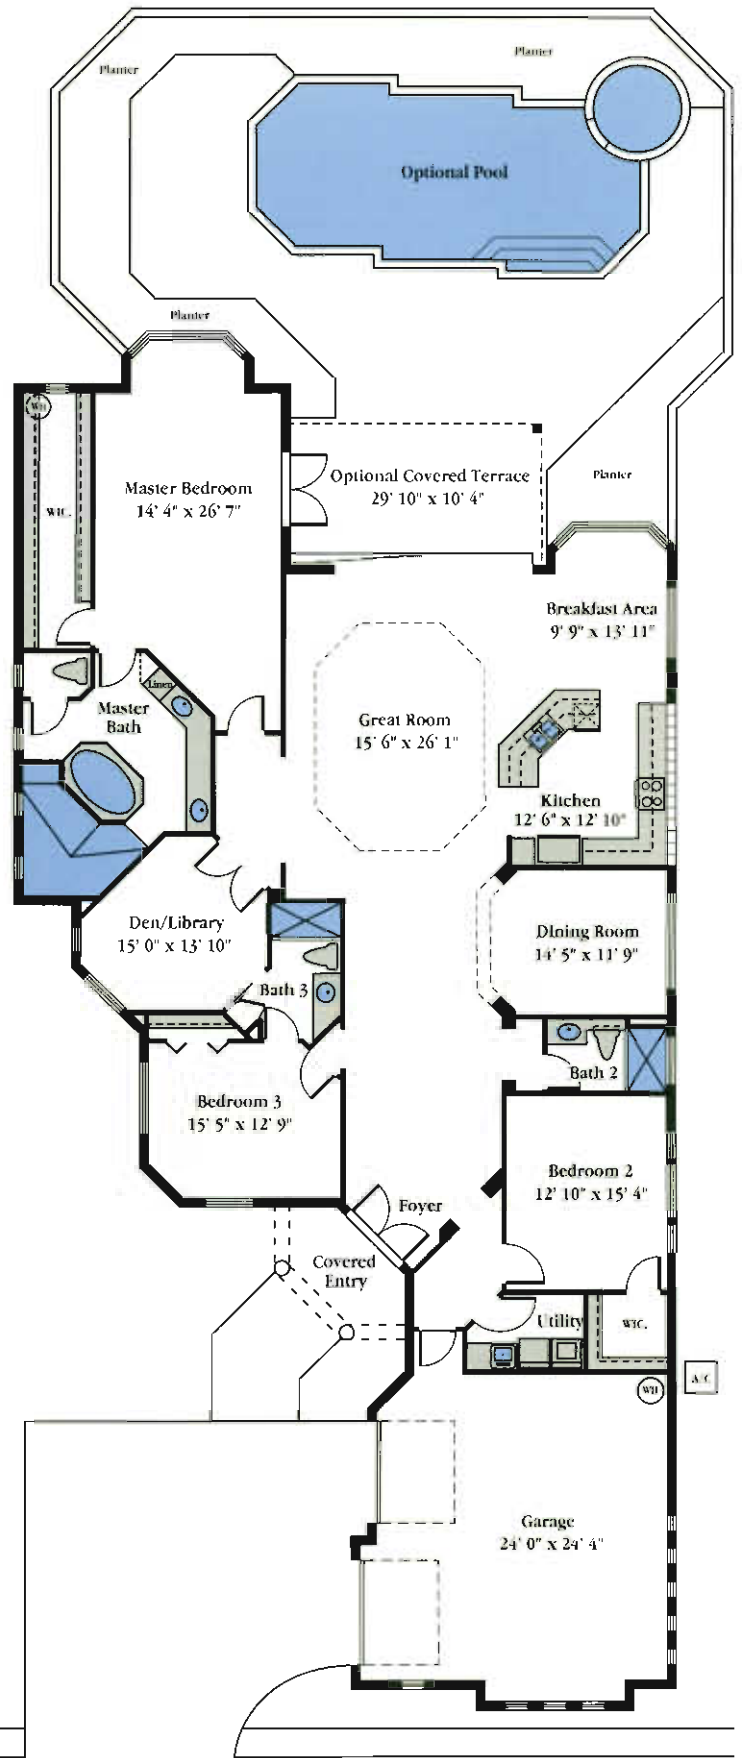 Planter
Planter
Optional Pool
Planter
WH
Master Bedroom
14' 4" x 26' 7"
WIC.
Optional Covered Terrace
29' 10" x 10' 4"
Planter
Breakfast Area
9' 9" x 13' 11"
Linen
Master
Bath
Great Room
15' 6" x 26' 1"
Kitchen
12' 6" x 12' 10"
Den/Library
15' 0" x 13' 10"
Dining Room
14' 5" x 11' 9"
Bath 3
Bath 2
Bedroom 3
15' 5" x 12' 9"
Bedroom 2
12' 10" x 15' 4"
Foyer
Covered
Entry
Utility
WIC.
A/C
WH
Garage
24' 0" x 24' 4"